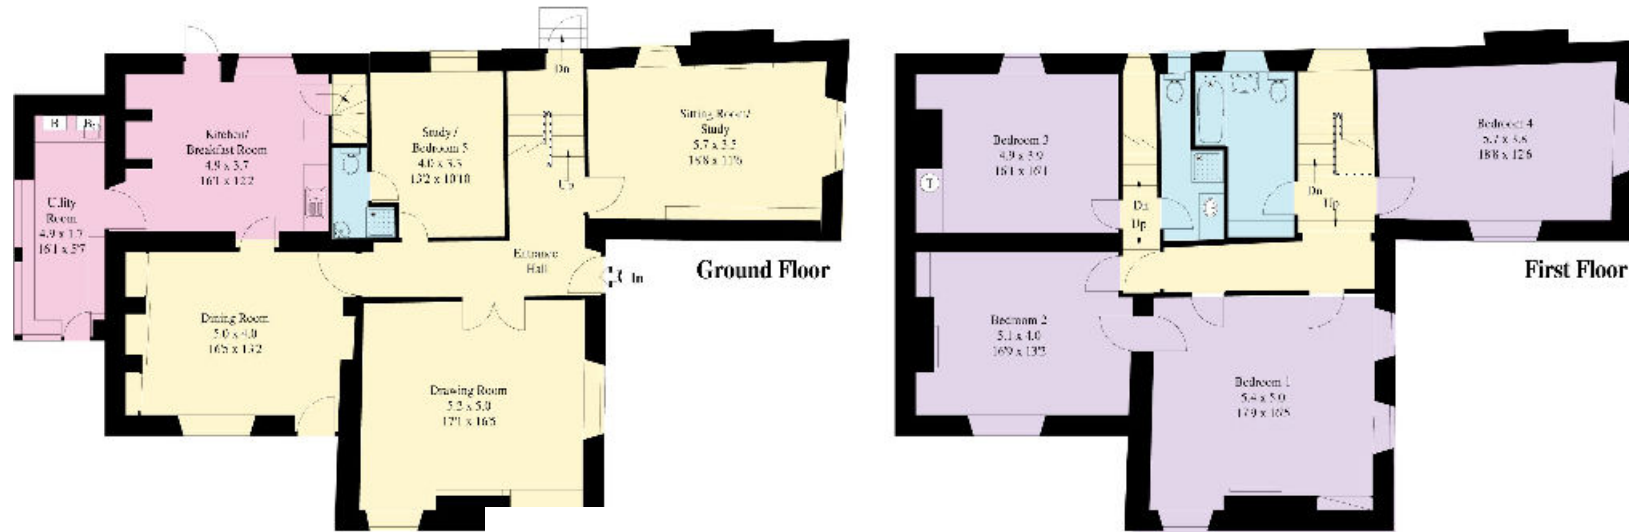 Dn
B
B
Kitchen/
Breakfast Room
4.9 x 3.7
16'1 x 12'2
Study /
Bedroom 5
4.0 x 3.3
13'2 x 10'10
Sitting Room/
Study
5.7 x 3.5
18'8 x 11'6
Up
Utility
Room
4.9 x 1.7
16'1 x 5'7
Entrance
Hall
In
Ground Floor
Dining Room
5.0 x 4.0
16'5 x 13'2
Drawing Room
5.2 x 5.0
17'1 x 16'5
Bedroom 3
4.9 x 3.9
T
Bedroom 4
5.7 x 3.8
18'8 x 12'6
Dn
Up
Dn
Up
First Floor
Bedroom 2
5.1 x 4.0
16'9 x 13'2
Bedroom 1
5.4 x 5.0
17'9 x 16'5